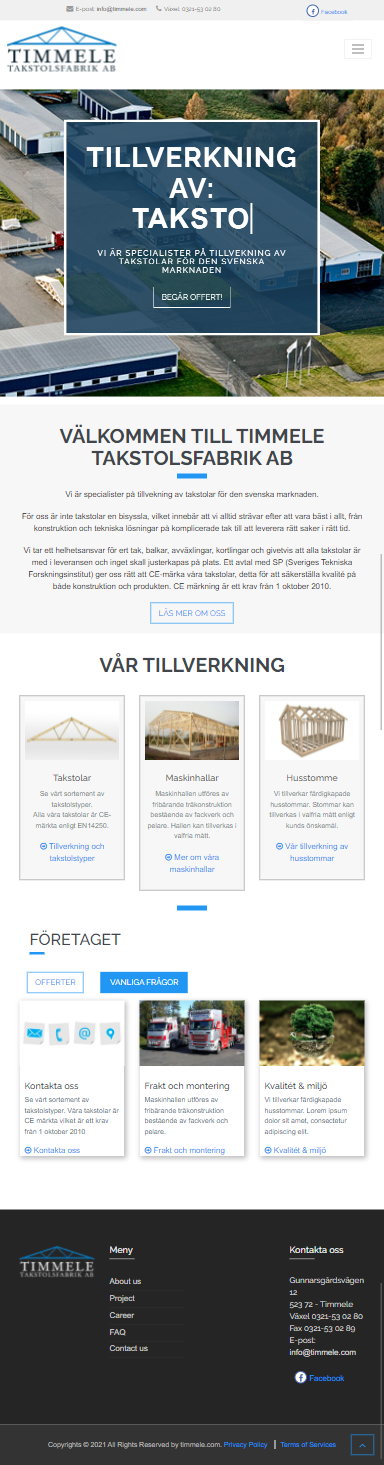 E-post: info@timmele.com Växel: 0321-53 02 80 Facebook
TIMMELE
TAKSTOLSFABRIK AB
TILLVERKNING
AV:
TAKSTO
VI ÄR SPECIALISTER PÅ TILLVEKNING AV
TAKSTOLAR FÖR DEN SVENSKA
MARKNADEN
BEGÄR OFFERT!
VÄLKOMMEN TILL TIMMELE
TAKSTOLSFABRIK AB
Vi är specialister på tillvekning av takstolar för den svenska marknaden.
För oss är inte takstolar en bisyssla, vilket innebär att vi alltid strävar efter att vara bäst i allt, från
konstruktion och tekniska lösningar på komplicerade tak till att leverera rätt saker i rätt tid.
Vi tar ett helhetsansvar för ert tak, balkar, avväxlingar, kortlingar och givetvis att alla takstolar är
med i leveransen och inget skall justerkapas på plats. Ett avtal med SP (Sveriges Tekniska
Forskningsinstitut) ger oss rätt att CE-märka våra takstolar, detta för att säkerställa kvalité på
både konstruktion och produkten. CE märkning är ett krav från 1 oktober 2010.
LÄS MER OM OSS
VÅR TILLVERKNING
Takstolar
Se vårt sortement av
takstolstyper.
Alla våra takstolar är CE-
märkta enligt EN14250.
Tillverkning och
takstolstyper
Maskinhallar
Maskinhallen utföres av
fribärande träkonstruktion
bestående av fackverk och
pelare. Hallen kan tillverkas i
valfria mått.
Mer om våra
maskinhallar
Husstomme
Vi tillverkar färdigkapade
husstommar. Stommar kan
tillverkas i valfria mått enligt
kunds önskemål.
Vår tillverkning av
husstommar
FÖRETAGET
OFFERTER VANLIGA FRÅGOR
Kontakta oss
Se vårt sortement av
takstolstyper. Våra takstolar är
CE märkta vilket är ett krav
från 1 oktober 2010
Kontakta oss
Frakt och montering
Maskinhallen utföres av
fribärande träkonstruktion
bestående av fackverk och
pelare.
Frakt och montering
Kvalitét & miljö
Vi tillverkar färdigkapade
husstommar. Lorem ipsum
dolor sit amet, consectetur
adipiscing elit.
Kvalitét & miljö
TIMMELE
TAKSTOLSFABRIK AB
Meny
About us
Project
Career
FAQ
Contact us
Kontakta oss
Gunnarsgårdsvägen
12
523 72 - Timmele
Växel 0321-53 02 80
Fax 0321-53 02 89
E-post:
info@timmele.com
Facebook
Copyrights © 2021 All Rights Reserved by timmele.com. Privacy Policy | Terms of Services